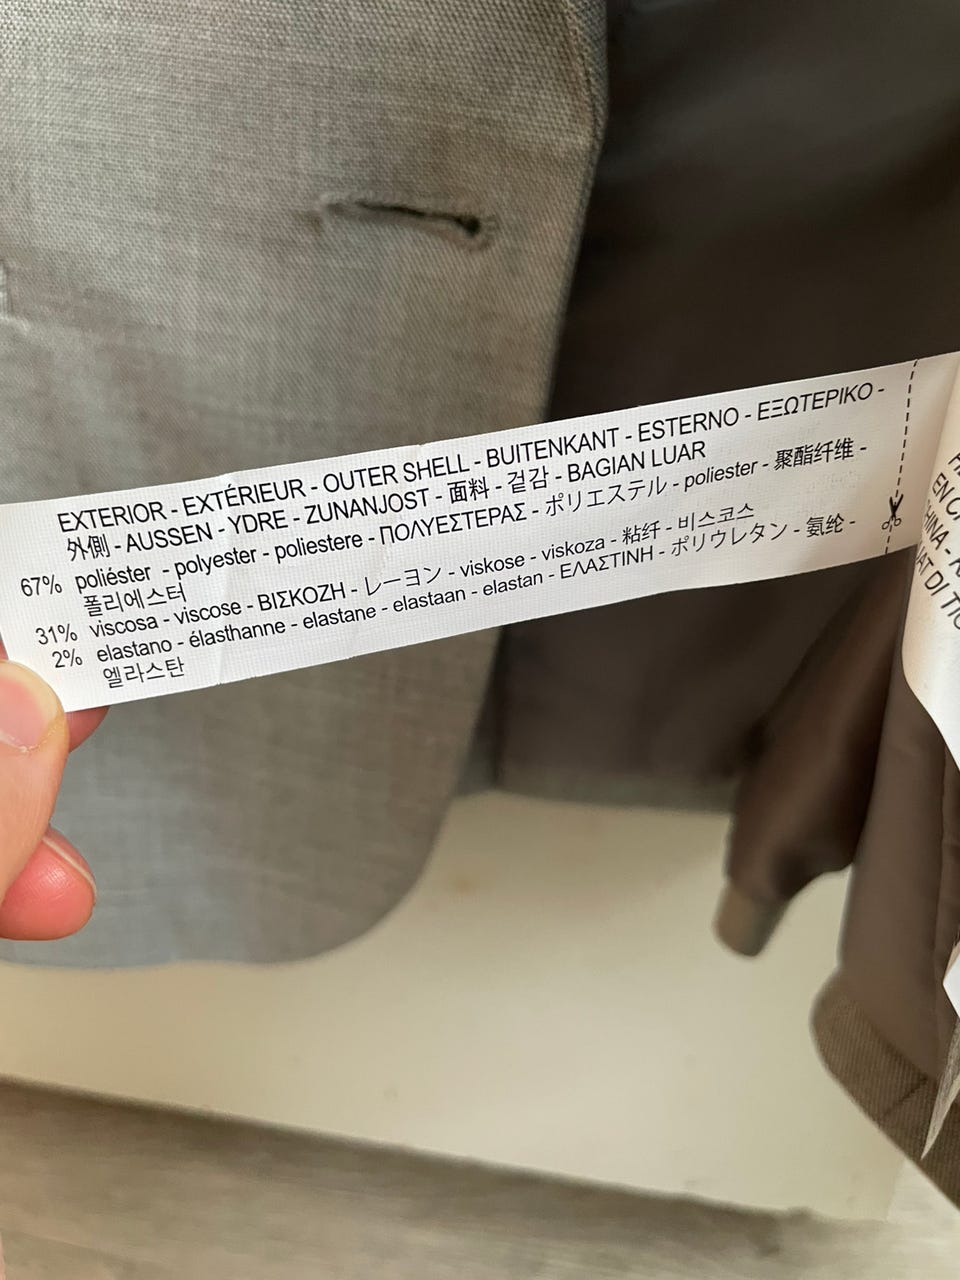 EXTERIOR - EXTÉRIEUR - OUTER SHELL - BUITENKANT - ESTERNO - ΕΞΩΤΕΡΙΚΟ -
外側 - AUSSEN - YDRE - ZUNANJOST - 面料 - 겉감 - BAGIAN LUAR
67% poliéster - polyester - poliestere - ΠΟΛΥΕΣΤΕΡΑΣ - ポリエステル - poliester - 聚酯纤维 -
폴리에스터
31% viscosa - viscose - ΒΙΣΚΟΖΗ - レーヨン - viskose - viskoza - 粘纤 - 비스코스
2% elastano - élasthanne - elastane - elastaan - elastan - ΕΛΑΣΤΙΝΗ - ポリウレタン - 氨纶 -
엘라스탄
EN
DI